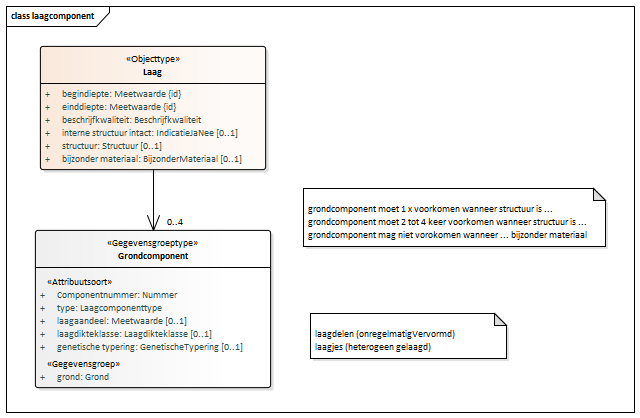 class laagcomponent
«Objecttype»
Laag
+ begindiepte: Meetwaarde {id}
+ einddiepte: Meetwaarde {id}
+ beschrijfkwaliteit: Beschrijfkwaliteit
+ interne structuur intact: IndicatieJaNee [0..1]
+ structuur: Structuur [0..1]
+ bijzonder materiaal: BijzonderMateriaal [0..1]
0..4
grondcomponent moet 1 x voorkomen wanneer structuur is ...
grondcomponent moet 2 tot 4 keer voorkomen wanneer structuur is ...
grondcomponent mag niet vorokomen wanneer ... bijzonder materiaal
«Gegevensgroeptype»
Grondcomponent
«Attribuutsoort»
+ Componentnummer: Nummer
+ type: Laagcomponenttype
+ laagaandeel: Meetwaarde [0..1]
+ laagdikteklasse: Laagdikteklasse [0..1]
+ genetische typering: GenetischeTypering [0..1]
«Gegevensgroep»
+ grond: Grond
laagdelen (onregelmatigVervormd)
laagjes (heterogeen gelaagd)